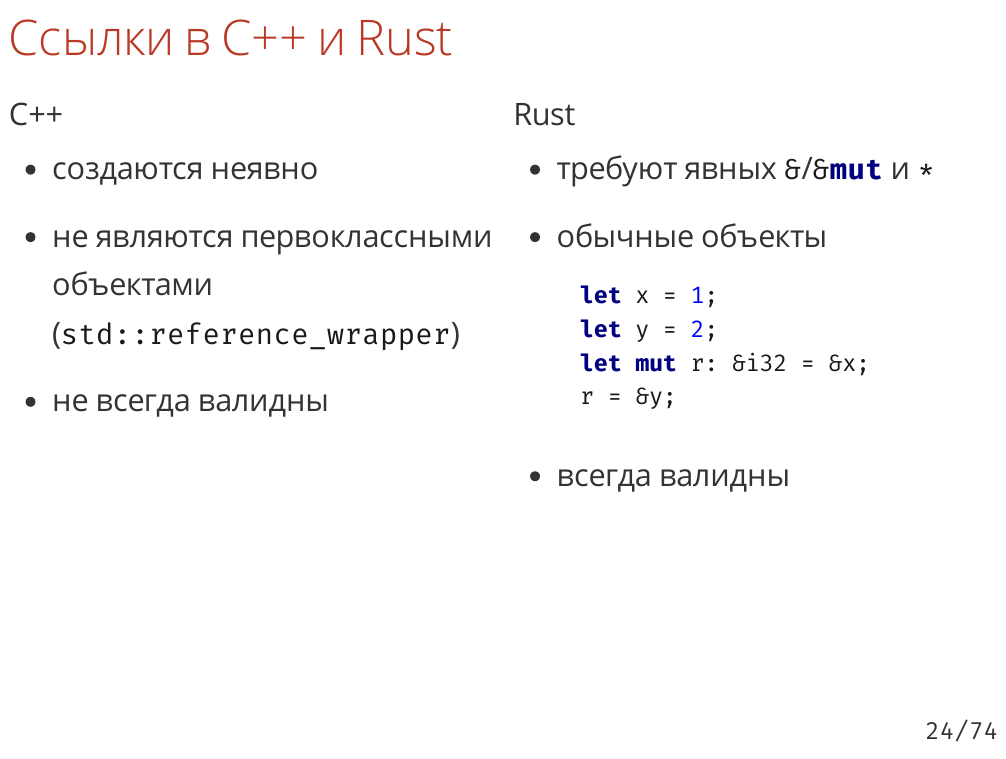 Ссылки в C++ и Rust
C++
• создаются неявно
• не являются первоклассными
объектами
(std::reference_wrapper)
• не всегда валидны
Rust
• требуют явных &/&mut и *
• обычные объекты
let x = 1;
let y = 2;
let mut r: &i32 = &x;
r = &y;
• всегда валидны
24/74